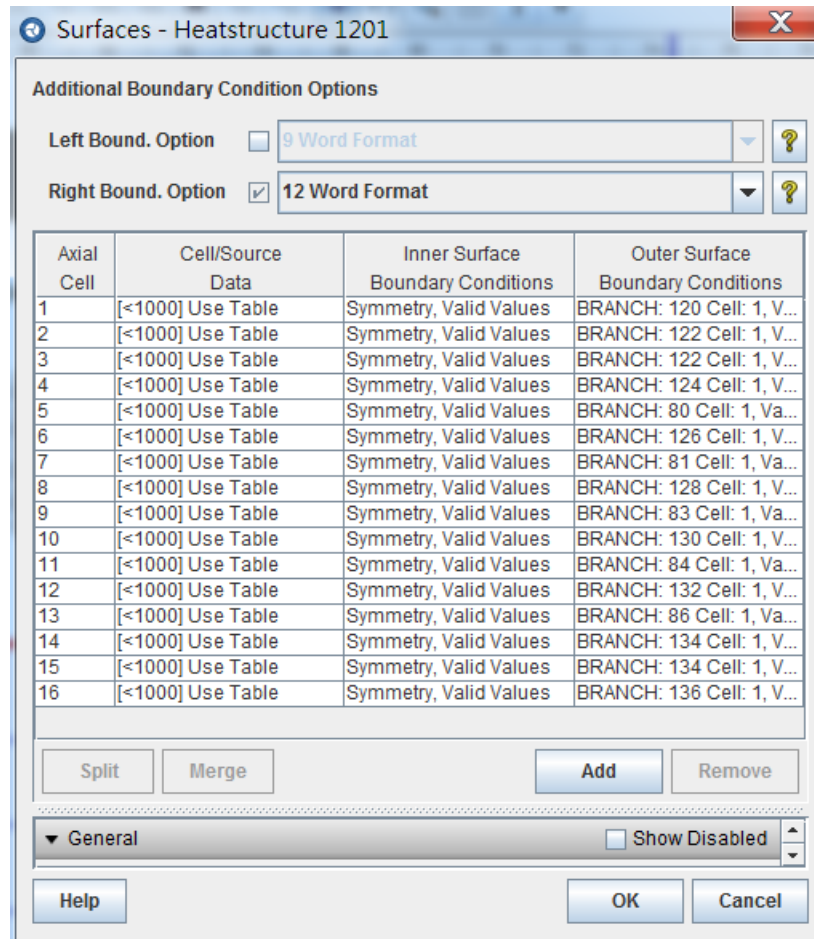 Surfaces - Heatstructure 1201
Additional Boundary Condition Options
Left Bound. Option 9 Word Format
Right Bound. Option 12 Word Format
Axial Cell Cell/Source Data Inner Surface Boundary Conditions Outer Surface Boundary Conditions
1 [<1000] Use Table Symmetry, Valid Values BRANCH: 120 Cell: 1, V...
2 [<1000] Use Table Symmetry, Valid Values BRANCH: 122 Cell: 1, V...
3 [<1000] Use Table Symmetry, Valid Values BRANCH: 122 Cell: 1, V...
4 [<1000] Use Table Symmetry, Valid Values BRANCH: 124 Cell: 1, V...
5 [<1000] Use Table Symmetry, Valid Values BRANCH: 80 Cell: 1, Va...
6 [<1000] Use Table Symmetry, Valid Values BRANCH: 126 Cell: 1, V...
7 [<1000] Use Table Symmetry, Valid Values BRANCH: 81 Cell: 1, Va...
8 [<1000] Use Table Symmetry, Valid Values BRANCH: 128 Cell: 1, V...
9 [<1000] Use Table Symmetry, Valid Values BRANCH: 83 Cell: 1, Va...
10 [<1000] Use Table Symmetry, Valid Values BRANCH: 130 Cell: 1, V...
11 [<1000] Use Table Symmetry, Valid Values BRANCH: 84 Cell: 1, Va...
12 [<1000] Use Table Symmetry, Valid Values BRANCH: 132 Cell: 1, V...
13 [<1000] Use Table Symmetry, Valid Values BRANCH: 86 Cell: 1, Va...
14 [<1000] Use Table Symmetry, Valid Values BRANCH: 134 Cell: 1, V...
15 [<1000] Use Table Symmetry, Valid Values BRANCH: 134 Cell: 1, V...
16 [<1000] Use Table Symmetry, Valid Values BRANCH: 136 Cell: 1, V...
Split Merge Add Remove
General Show Disabled
Help OK Cancel